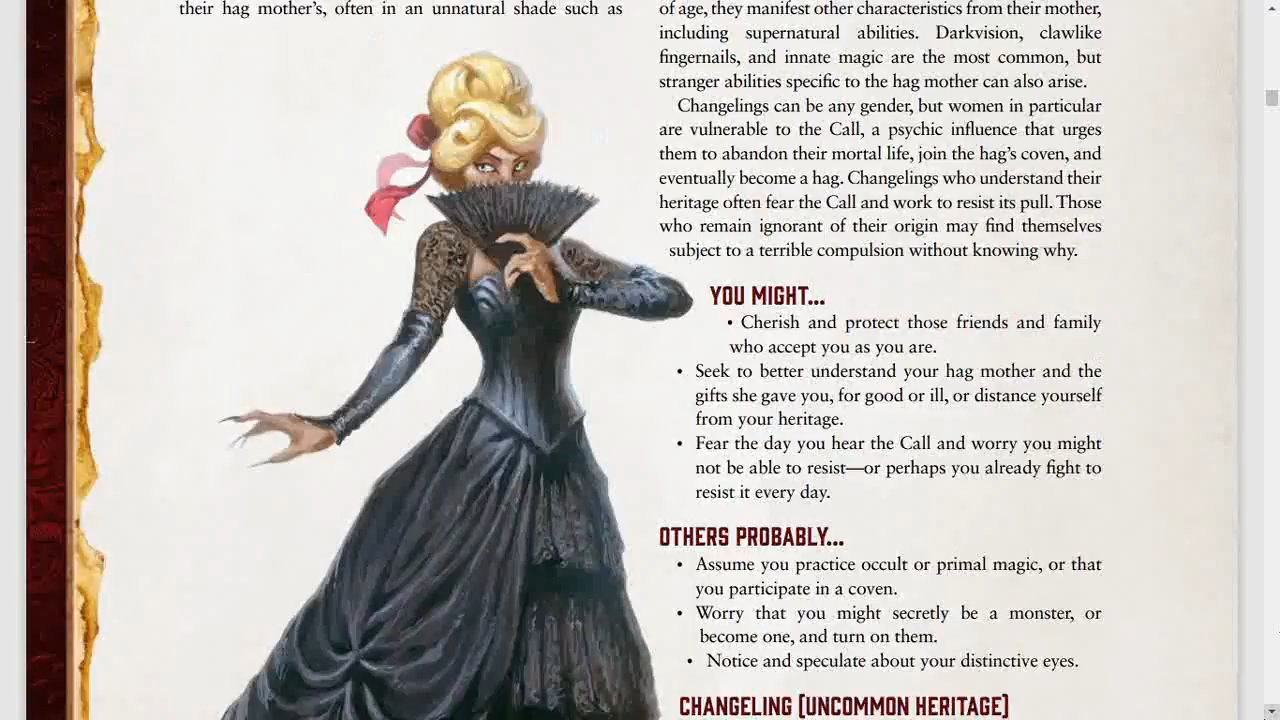 their hag mother's, often in an unnatural shade such as
of age, they manifest other characteristics from their mother,
including supernatural abilities. Darkvision, clawlike
fingernails, and innate magic are the most common, but
stranger abilities specific to the hag mother can also arise.
Changelings can be any gender, but women in particular
are vulnerable to the Call, a psychic influence that urges
them to abandon their mortal life, join the hag's coven, and
eventually become a hag. Changelings who understand their
heritage often fear the Call and work to resist its pull. Those
who remain ignorant of their origin may find themselves
subject to a terrible compulsion without knowing why.
YOU MIGHT...
• Cherish and protect those friends and family
who accept you as you are.
• Seek to better understand your hag mother and the
gifts she gave you, for good or ill, or distance yourself
from your heritage.
• Fear the day you hear the Call and worry you might
not be able to resist—or perhaps you already fight to
resist it every day.
OTHERS PROBABLY...
• Assume you practice occult or primal magic, or that
you participate in a coven.
• Worry that you might secretly be a monster, or
become one, and turn on them.
• Notice and speculate about your distinctive eyes.
CHANGELING (UNCOMMON HERITAGE)